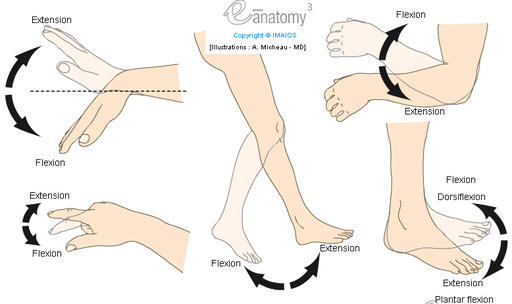 e-anatomy 3
Copyright © IMAIOS
[Illustrations : A. Micheau - MD]
Extension
Flexion
Extension
Flexion
Flexion
Extension
Flexion
Extension
Flexion
Dorsiflexion
Extension
Plantar flexion